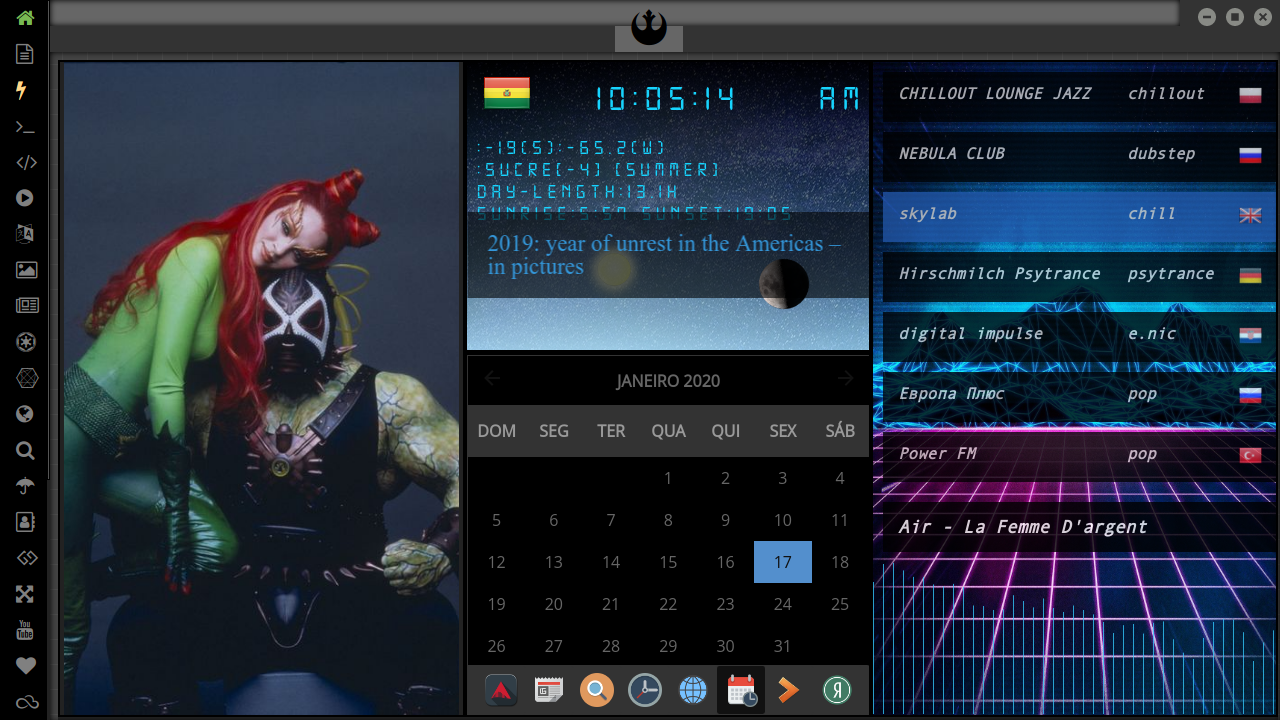 10:05:14 AM
:-19(S):-65.2(W)
:SUCRE(-4) (SUMMER)
DAY-LENGTH:13.1H
SUNRISE:5:59 SUNSET:19:05
2019: year of unrest in the Americas –
in pictures
JANEIRO 2020
DOM SEG TER QUA QUI SEX SÁB
1 2 3 4
5 6 7 8 9 10 11
12 13 14 15 16 17 18
19 20 21 22 23 24 25
26 27 28 29 30 31
CHILLOUT LOUNGE JAZZ chillout
NEBULA CLUB dubstep
skylab chill
Hirschmilch Psytrance psytrance
digital impulse e.nic
Европа Плюс pop
Power FM pop
Air - La Femme D'argent
You
Tube
Я